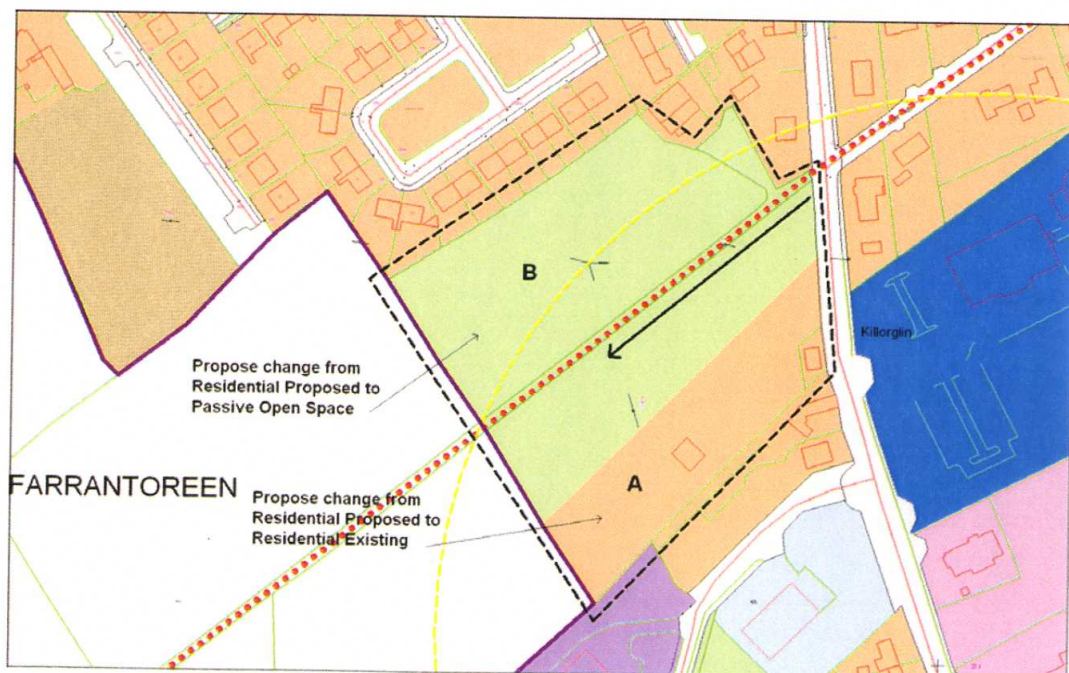 B
Killorglin
Propose change from
Residential Proposed to
Passive Open Space
FARRANTOREEN
Propose change from
Residential Proposed to
Residential Existing
A